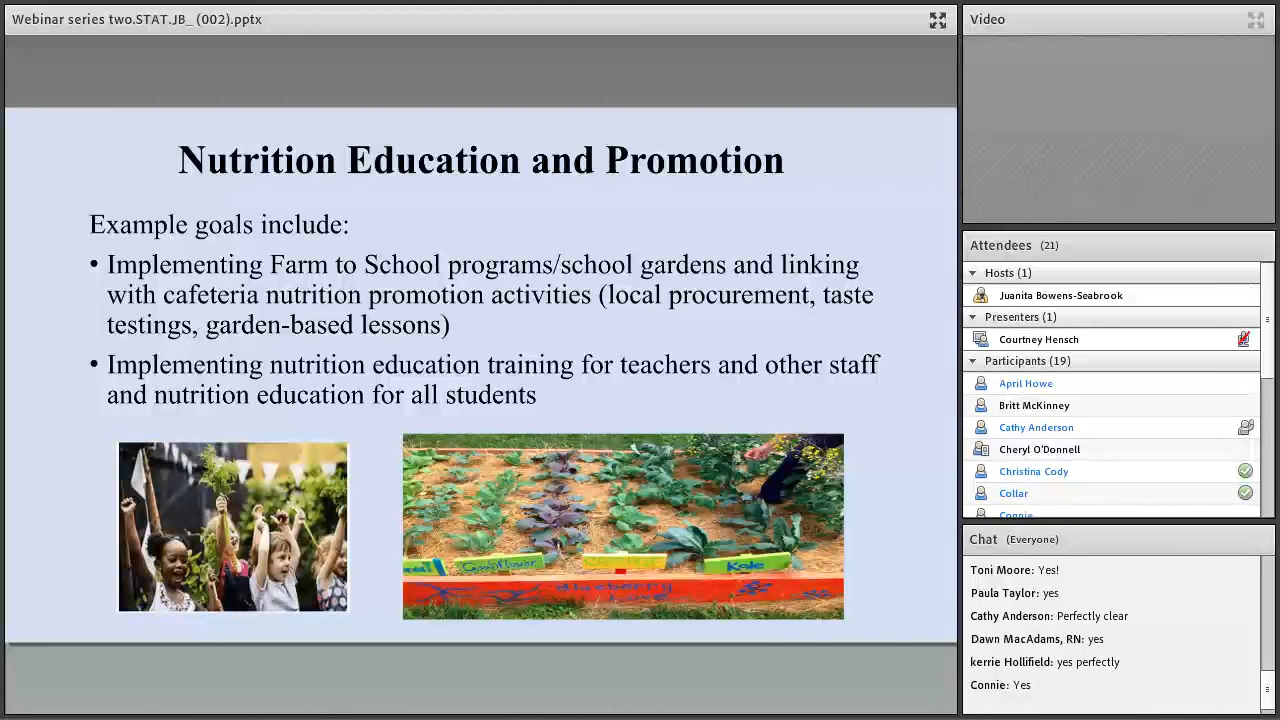 Webinar series two.STAT.JB_ (002).pptx
Nutrition Education and Promotion
Example goals include:
• Implementing Farm to School programs/school gardens and linking
with cafeteria nutrition promotion activities (local procurement, taste
testings, garden-based lessons)
• Implementing nutrition education training for teachers and other staff
and nutrition education for all students
Kale
Blueberry
Video
Attendees (21)
Hosts (1)
Juanita Bowens-Seabrook
Presenters (1)
Courtney Hensch
Participants (19)
April Howe
Britt McKinney
Cathy Anderson
Cheryl O'Donnell
Christina Cody
Collar
Connie
Chat (Everyone)
Toni Moore: Yes!
Paula Taylor: yes
Cathy Anderson: Perfectly clear
Dawn MacAdams, RN: yes
kerrie Hollifield: yes perfectly
Connie: Yes